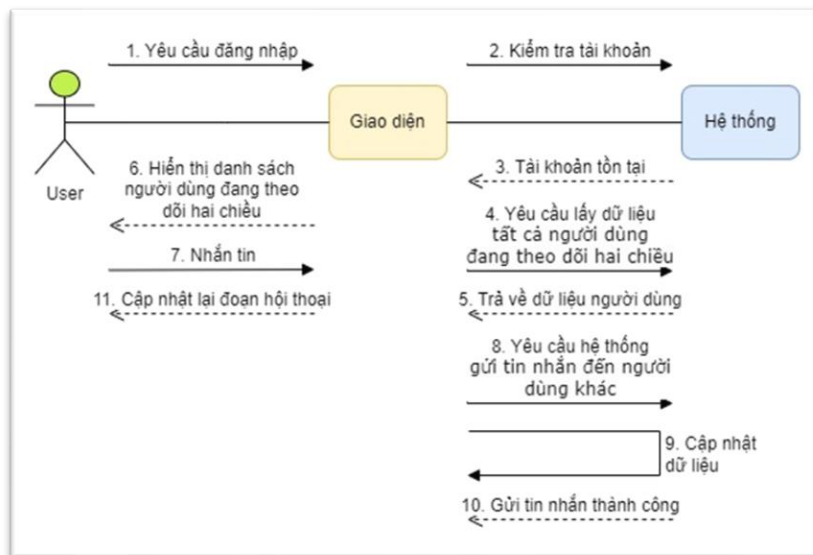 1. Yêu cầu đăng nhập
2. Kiểm tra tài khoản
Giao diện
Hệ thống
User
6. Hiển thị danh sách
người dùng đang theo
dõi hai chiều
3. Tài khoản tồn tại
4. Yêu cầu lấy dữ liệu
tất cả người dùng
đang theo dõi hai chiều
7. Nhắn tin
11. Cập nhật lại đoạn hội thoại
5. Trả về dữ liệu người dùng
8. Yêu cầu hệ thống
gửi tin nhắn đến người
dùng khác
9. Cập nhật
dữ liệu
10. Gửi tin nhắn thành công